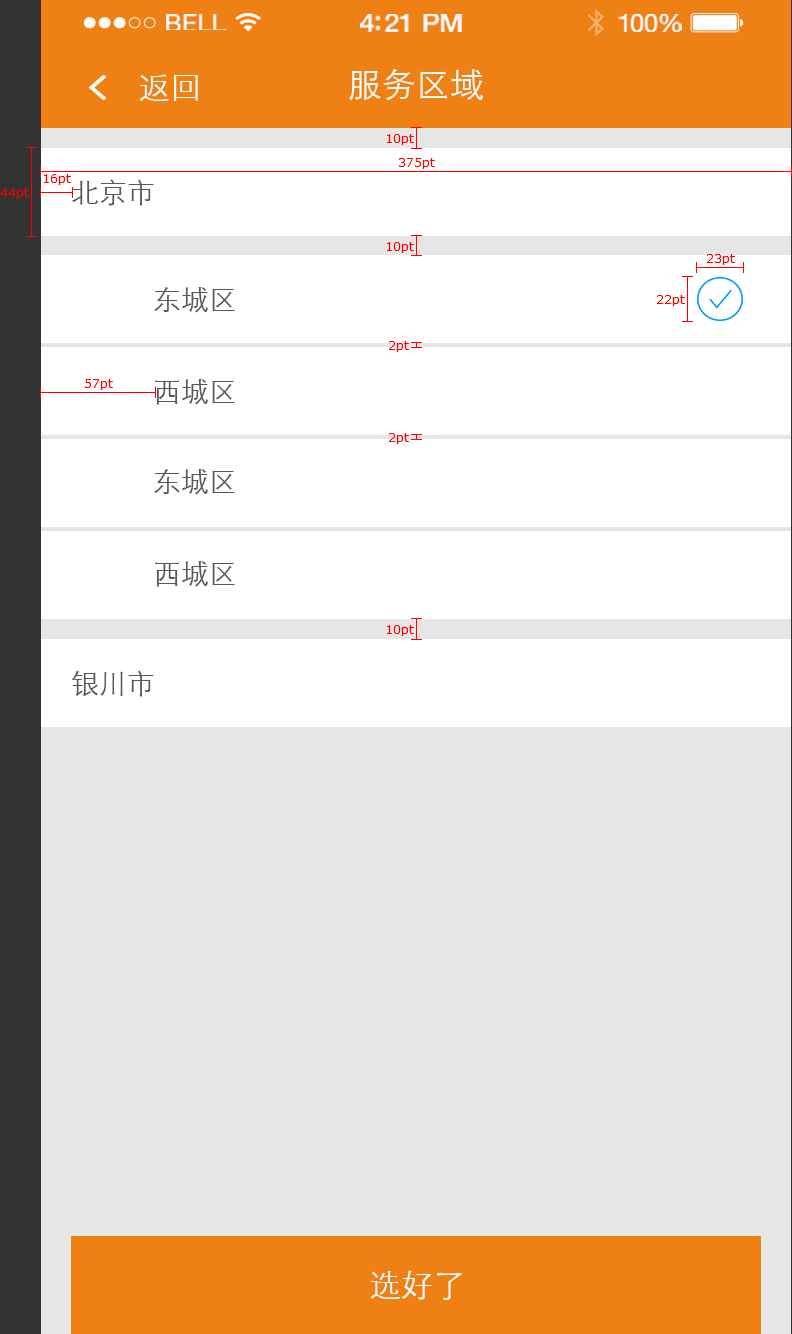 BELL 4:21 PM 100%
返回 服务区域
10pt
375pt
16pt
44pt
北京市
10pt
23pt
东城区
22pt
2pt
57pt
西城区
2pt
东城区
西城区
10pt
银川市
选好了